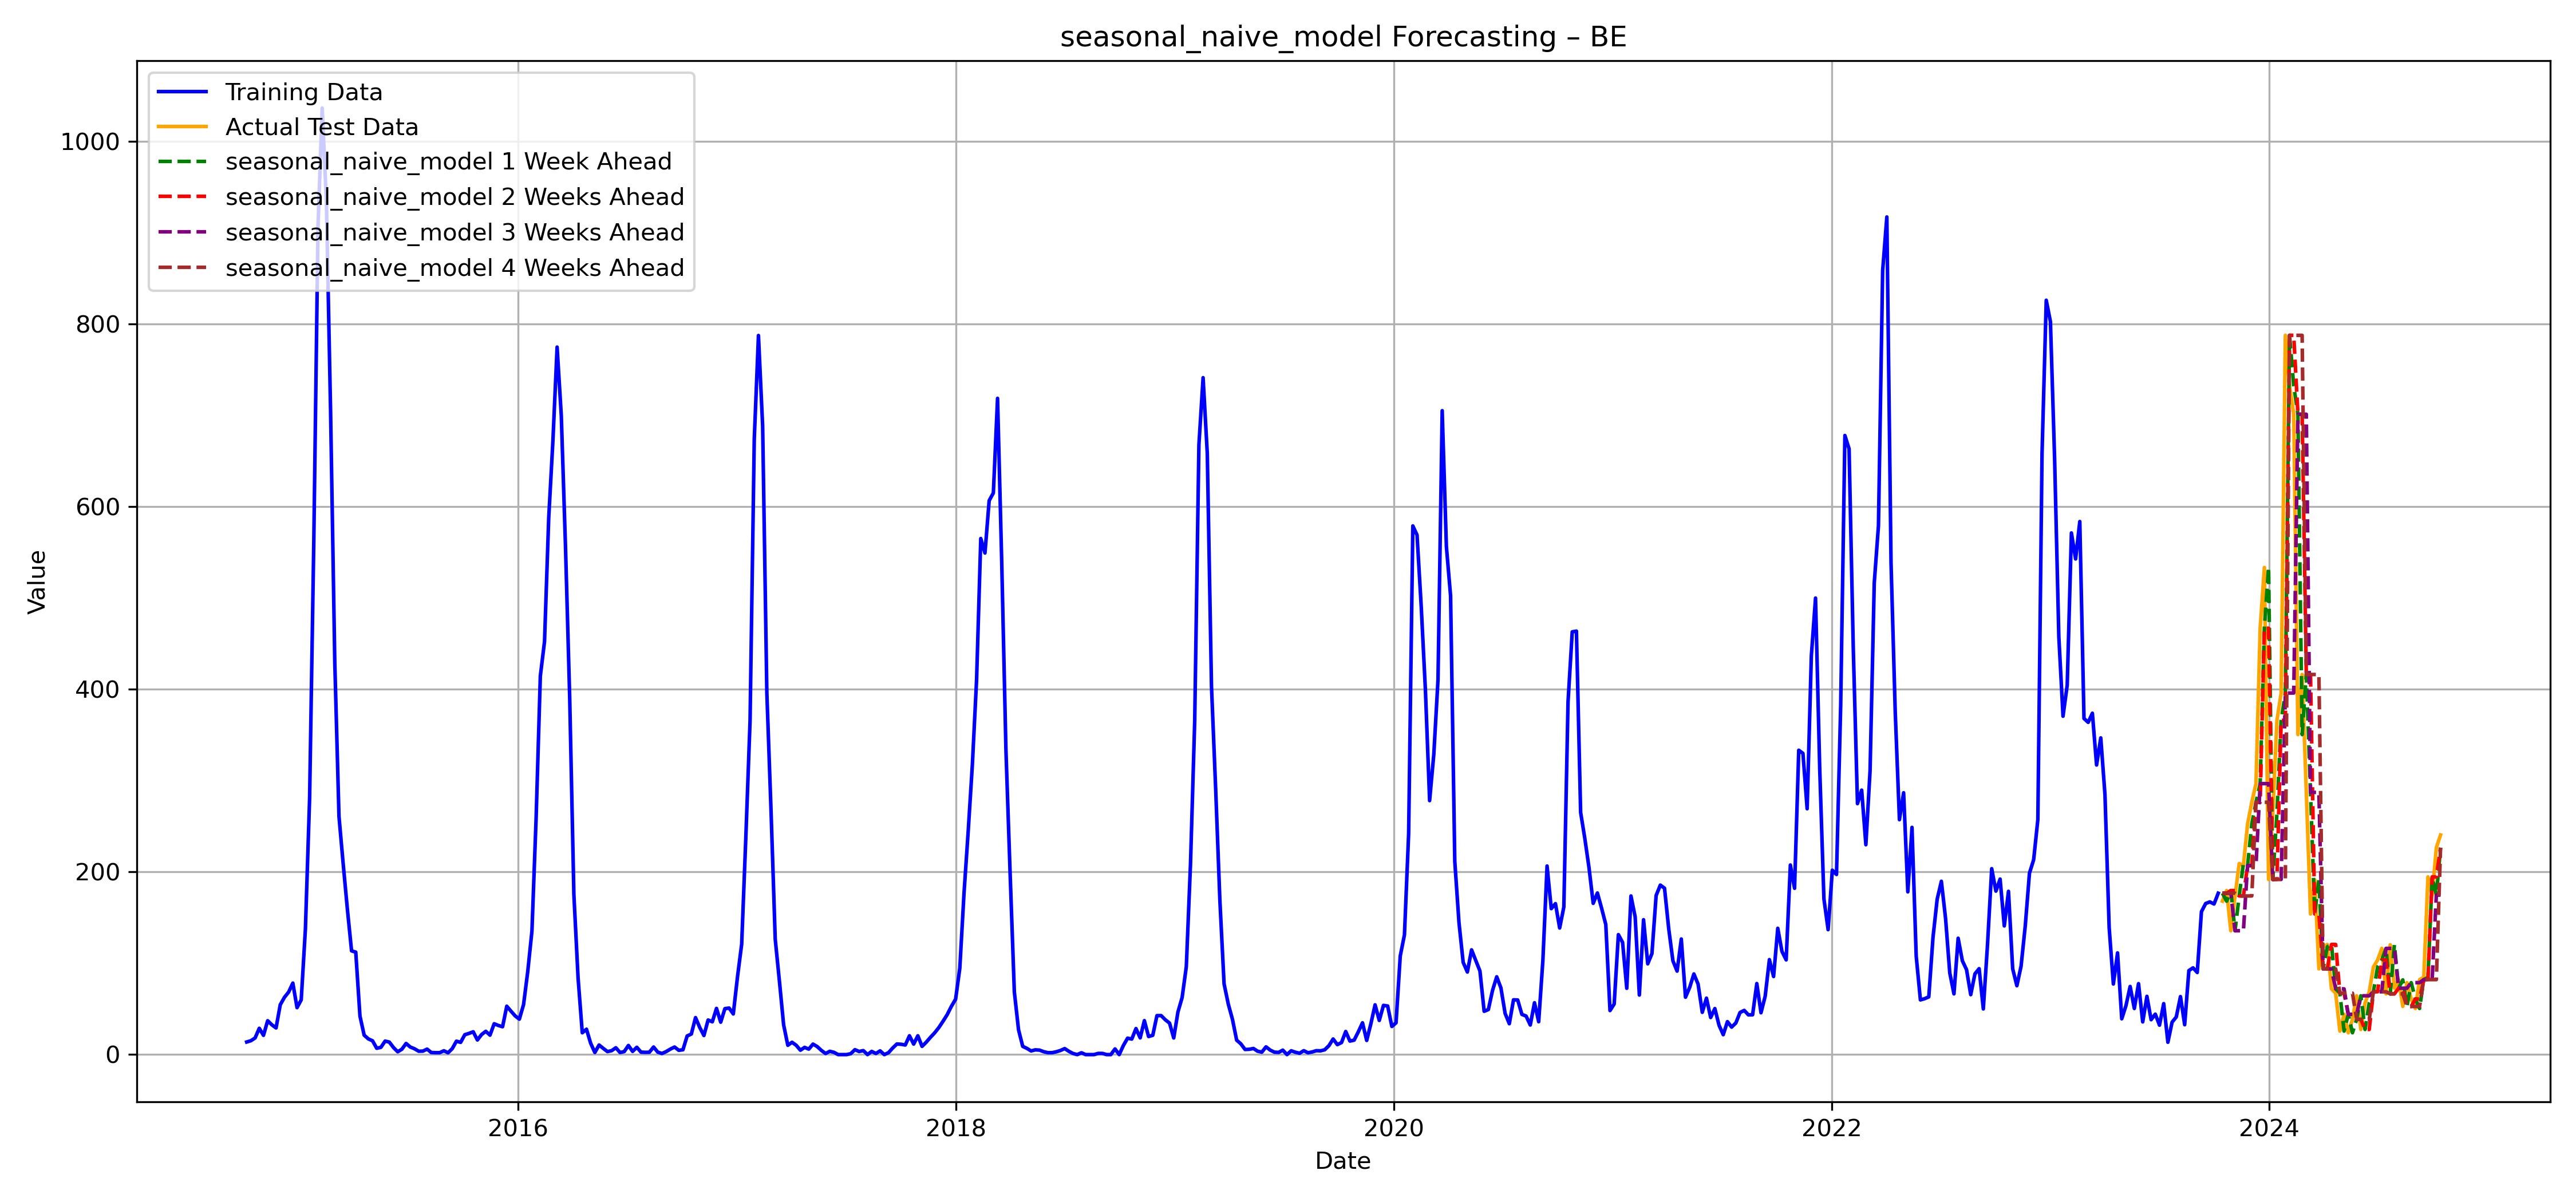 seasonal_naive_model Forecasting – BE
Training Data
Actual Test Data
seasonal_naive_model 1 Week Ahead
seasonal_naive_model 2 Weeks Ahead
seasonal_naive_model 3 Weeks Ahead
seasonal_naive_model 4 Weeks Ahead
1000
800
600
400
200
0
Value
2016
2018
2020
2022
2024
Date